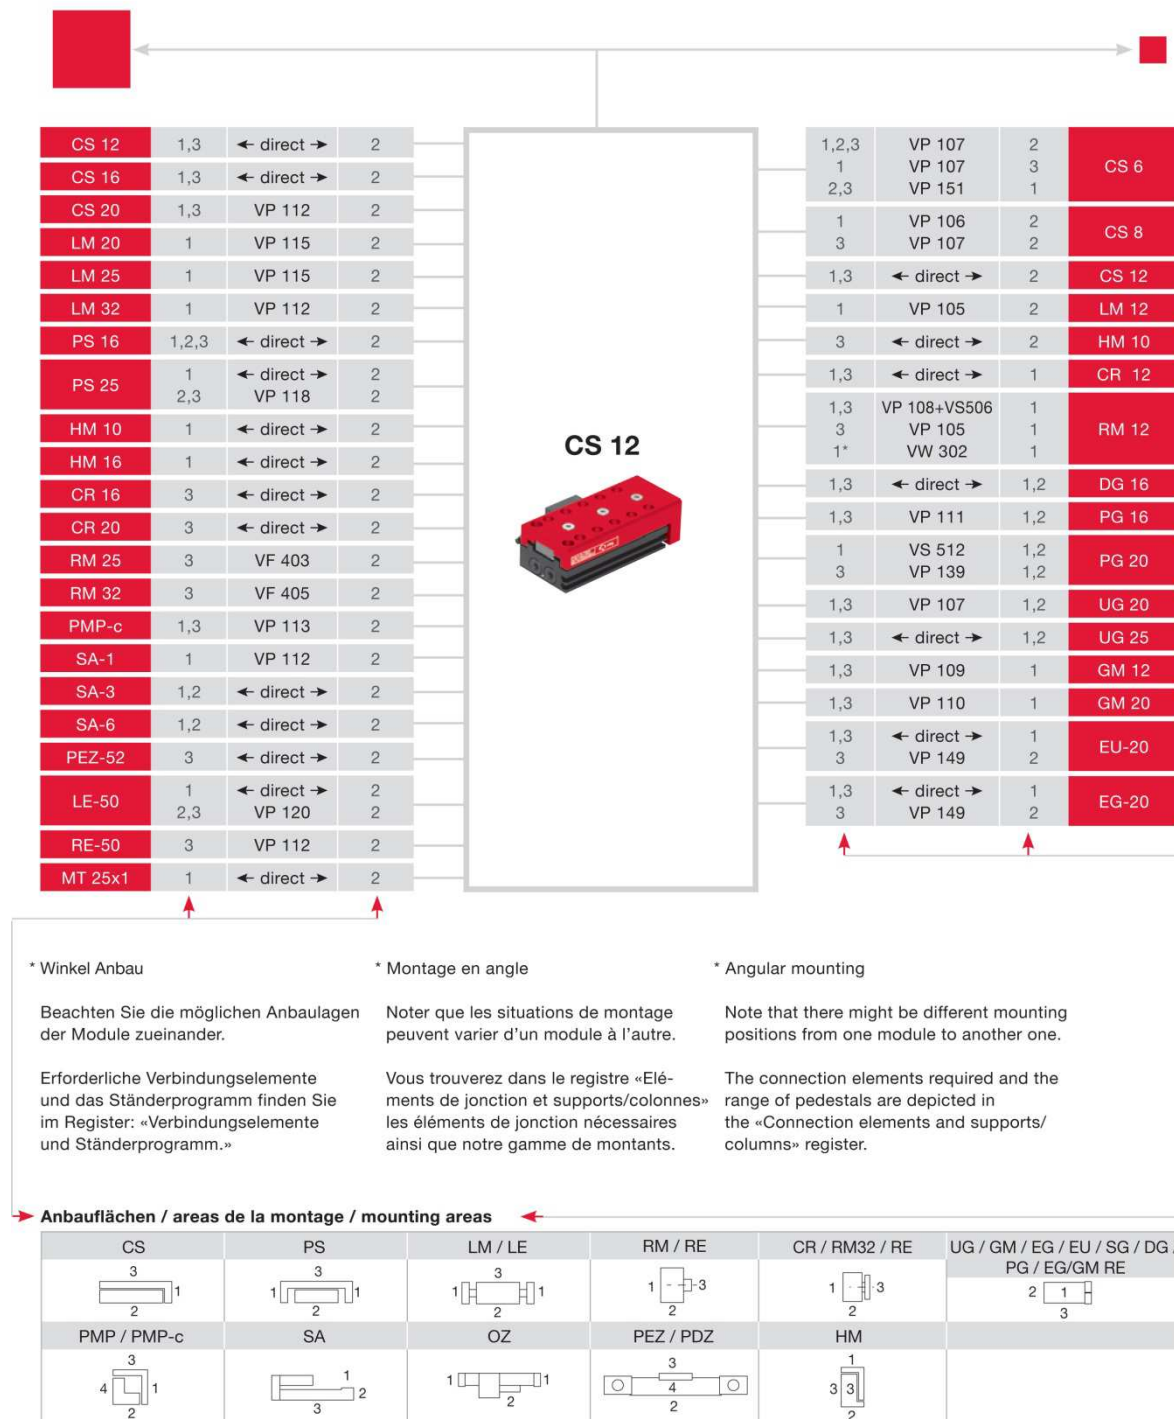 CS 12 1,3 ← direct → 2
CS 16 1,3 ← direct → 2
CS 20 1,3 VP 112 2
LM 20 1 VP 115 2
LM 25 1 VP 115 2
LM 32 1 VP 112 2
PS 16 1,2,3 ← direct → 2
PS 25
1 ← direct → 2
2,3 VP 118 2
HM 10 1 ← direct → 2
HM 16 1 ← direct → 2
CR 16 3 ← direct → 2
CR 20 3 ← direct → 2
RM 25 3 VF 403 2
RM 32 3 VF 405 2
PMP-c 1,3 VP 113 2
SA-1 1 VP 112 2
SA-3 1,2 ← direct → 2
SA-6 1,2 ← direct → 2
PEZ-52 3 ← direct → 2
LE-50
1 ← direct → 2
2,3 VP 120 2
RE-50 3 VP 112 2
MT 25x1 1 ← direct → 2
CS 12
1,2,3 VP 107 2
1 VP 107 3
2,3 VP 151 1
CS 6
1 VP 106 2
3 VP 107 2
CS 8
1,3 ← direct → 2 CS 12
1 VP 105 2 LM 12
3 ← direct → 2 HM 10
1,3 ← direct → 1 CR 12
1,3 VP 108+VS506 1
3 VP 105 1
1* VW 302 1
RM 12
1,3 ← direct → 1,2 DG 16
1,3 VP 111 1,2 PG 16
1 VS 512 1,2
3 VP 139 1,2
PG 20
1,3 VP 107 1,2 UG 20
1,3 ← direct → 1,2 UG 25
1,3 VP 109 1 GM 12
1,3 VP 110 1 GM 20
1,3 ← direct → 1
3 VP 149 2
EU-20
1,3 ← direct → 1
3 VP 149 2
EG-20
* Winkel Anbau
Beachten Sie die möglichen Anbaulagen
der Module zueinander.
Erforderliche Verbindungselemente
und das Ständerprogramm finden Sie
im Register: «Verbindungselemente
und Ständerprogramm.»
* Montage en angle
Noter que les situations de montage
peuvent varier d'un module à l'autre.
Vous trouverez dans le registre «Elé-
ments de jonction et supports/colonnes»
les éléments de jonction nécessaires
ainsi que notre gamme de montants.
* Angular mounting
Note that there might be different mounting
positions from one module to another one.
The connection elements required and the
range of pedestals are depicted in
the «Connection elements and supports/
columns» register.
Anbauflächen / areas de la montage / mounting areas
CS
3
1
2
PS
3
1 1
2
LM / LE
3
1 1
2
RM / RE
1 3
2
CR / RM32 / RE
1 3
2
UG / GM / EG / EU / SG / DG /
PG / EG/GM RE
2 1
3
PMP / PMP-c
3
4 1
2
SA
1
2
3
OZ
1 1
2
PEZ / PDZ
3
4
2
HM
1
3 3
2